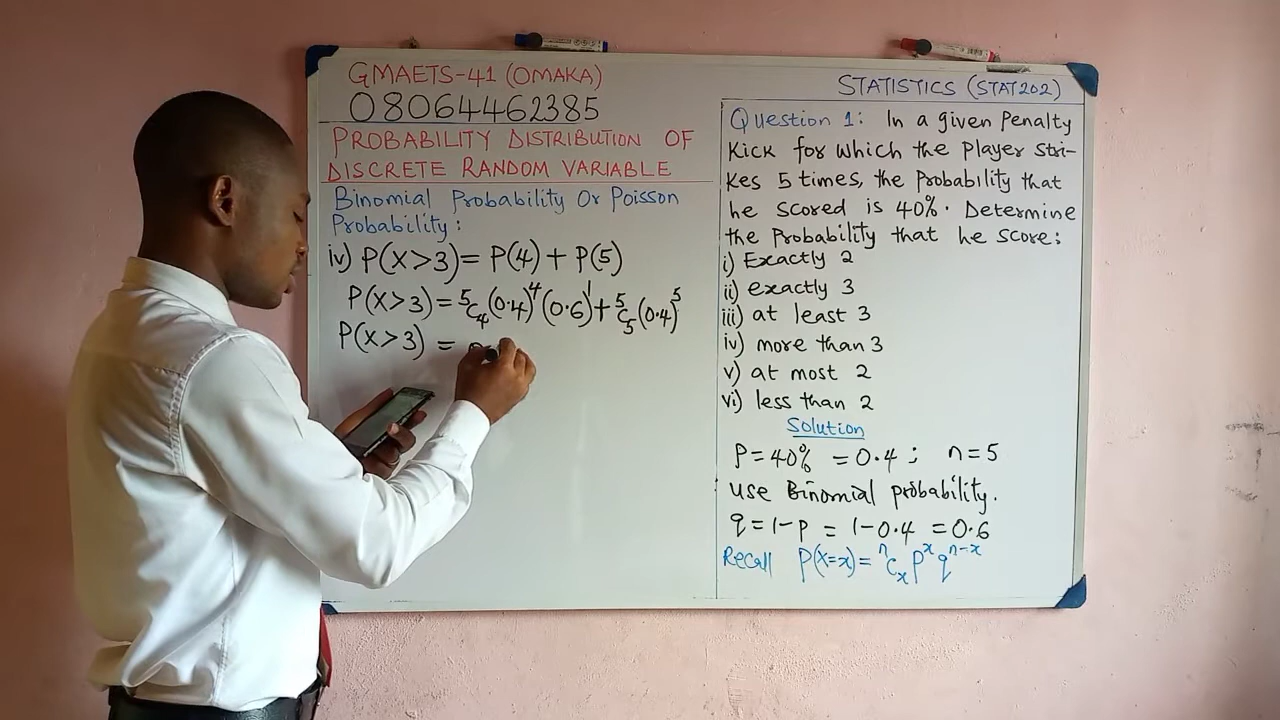 GMAETS-41 (OMAKA)
08064462385
PROBABILITY DISTRIBUTION OF
DISCRETE RANDOM VARIABLE
Binomial Probability Or Poisson
Probability:
iv) P(X>3)= P(4) + P(5)
P(X>3) = ⁵C₄(0.4)⁴(0.6)¹ + ⁵C₅(0.4)⁵
P(X>3) =
STATISTICS (STAT202)
Question 1: In a given Penalty
Kick for which the Player Stri-
Kes 5 times, the Probability that
he scored is 40%. Determine
the Probability that he score:
i) Exactly 2
ii) exactly 3
iii) at least 3
iv) more than 3
v) at most 2
vi) less than 2
Solution
P=40% = 0.4 ; n=5
Use Binomial probability.
q = 1-P = 1-0.4 = 0.6
Recall P(X=x) = ⁿCₓ Pˣ qⁿ⁻ˣ